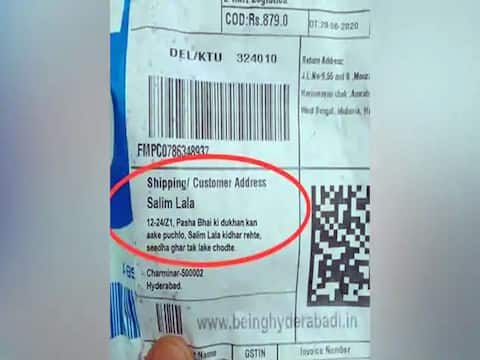 COD:Rs.879.0
DT:29-06-2020
DEL/KTU 324010
Return Address:
FMPC0786348937
Shipping/ Customer Address
Salim Lala
12-24/Z1, Pasha Bhai ki dukhan kan
aake puchlo, Salim Lala kidhar rehte,
seedha ghar tak lake chodte.
Charminar-500002
Hyderabad.
www.beinghyderabadi.in
GSTIN
Invoice Number